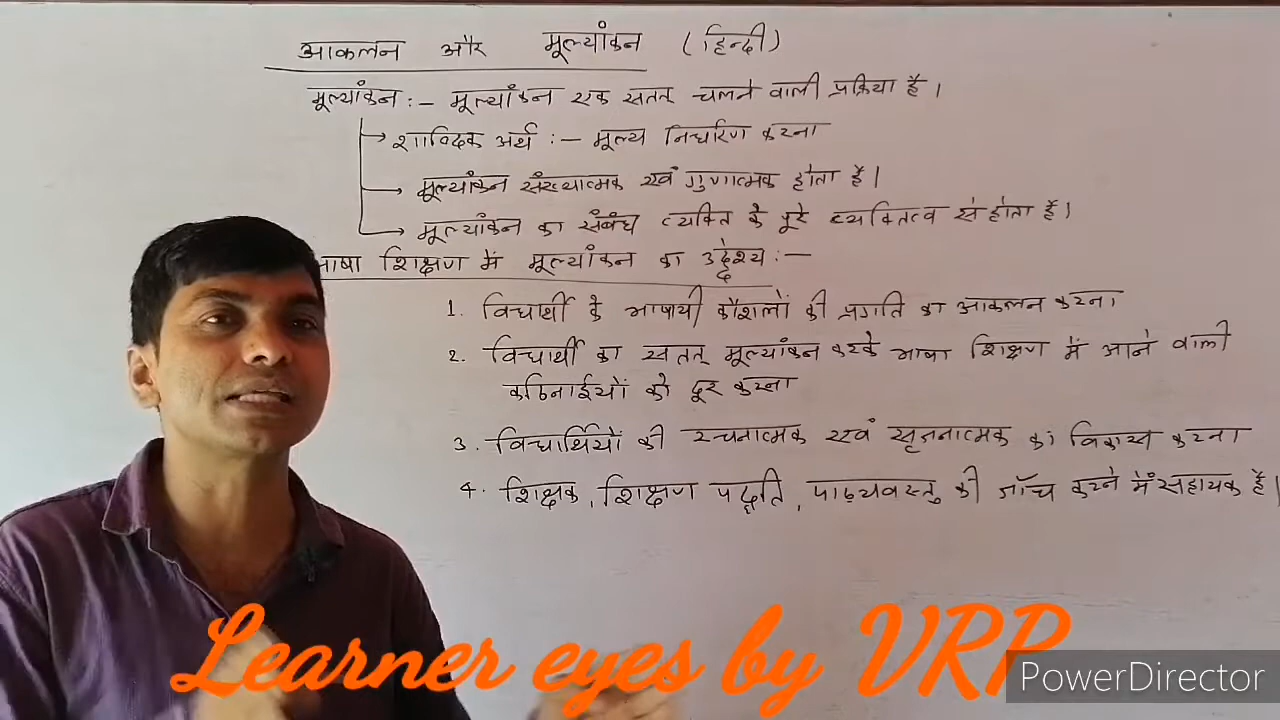 आकलन और मूल्यांकन (हिन्दी)
मूल्यांकन :- मूल्यांकन एक सतत् चलने वाली प्रक्रिया है।
शाब्दिक अर्थ :- मूल्य निर्धारण करना
मूल्यांकन संख्यात्मक एवं गुणात्मक होता है।
मूल्यांकन का संबंध व्यक्ति के पूरे व्यक्तित्व से होता है।
भाषा शिक्षण में मूल्यांकन का उद्देश्य :-
1. विद्यार्थी के भाषायी कौशलों की प्रगति का आकलन करना
2. विद्यार्थी का सतत् मूल्यांकन करके भाषा शिक्षण में आने वाली
कठिनाईयों को दूर करना
3. विद्यार्थियों की रचनात्मक एवं सृजनात्मक का विकास करना
4. शिक्षक, शिक्षण पद्धति, पाठ्यवस्तु की जाँच करने में सहायक है।
Learner eyes by VRP
PowerDirector